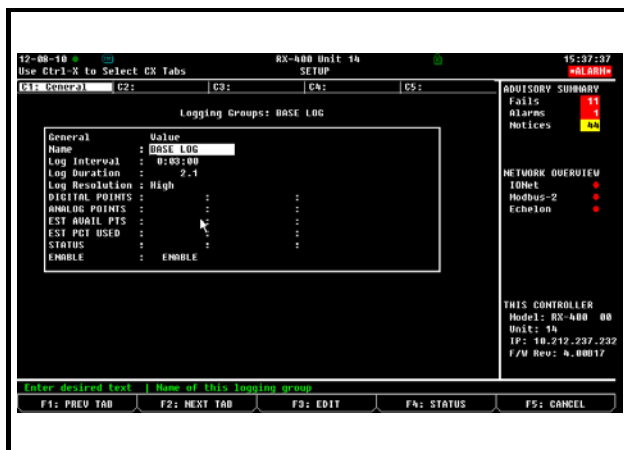 12-08-10 RX-400 Unit 14 15:37:37
Use Ctrl-X to Select CX Tabs SETUP *ALARM*
C1: General C2: C3: C4: C5:
Logging Groups: BASE LOG
General Value
Name : BASE LOG
Log Interval : 0:03:00
Log Duration : 2.1
Log Resolution : High
DIGITAL POINTS : : :
ANALOG POINTS : : :
EST AVAIL PTS : : :
EST PCT USED : : :
STATUS : : :
ENABLE : ENABLE
ADVISORY SUMMARY
Fails 11
Alarms 1
Notices 44
NETWORK OVERVIEW
IONet
Modbus-2
Echelon
THIS CONTROLLER
Model: RX-400 00
Unit: 14
IP: 10.212.237.232
F/W Rev: 4.00B17
Enter desired text | Name of this logging group
F1: PREV TAB F2: NEXT TAB F3: EDIT F4: STATUS F5: CANCEL